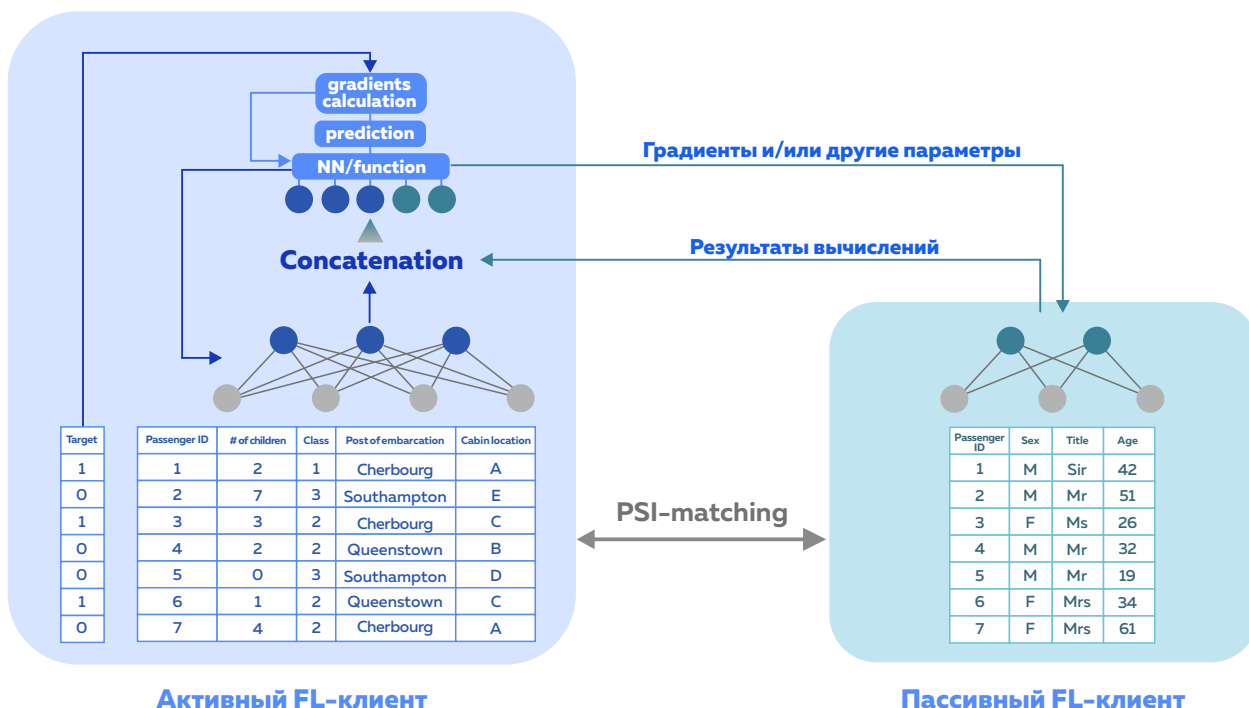 gradients
calculation
prediction
NN/function
Градиенты и/или другие параметры
Результаты вычислений
Concatenation
Target
1
0
1
0
0
1
0
Passenger ID # of children Class Post of embarcation Cabin location
1 2 1 Cherbourg A
2 7 3 Southampton E
3 3 2 Cherbourg C
4 2 2 Queenstown B
5 0 3 Southampton D
6 1 2 Queenstown C
7 4 2 Cherbourg A
PSI-matching
Passenger ID Sex Title Age
1 M Sir 42
2 M Mr 51
3 F Ms 26
4 M Mr 32
5 M Mr 19
6 F Mrs 34
7 F Mrs 61
Активный FL-клиент
Пассивный FL-клиент